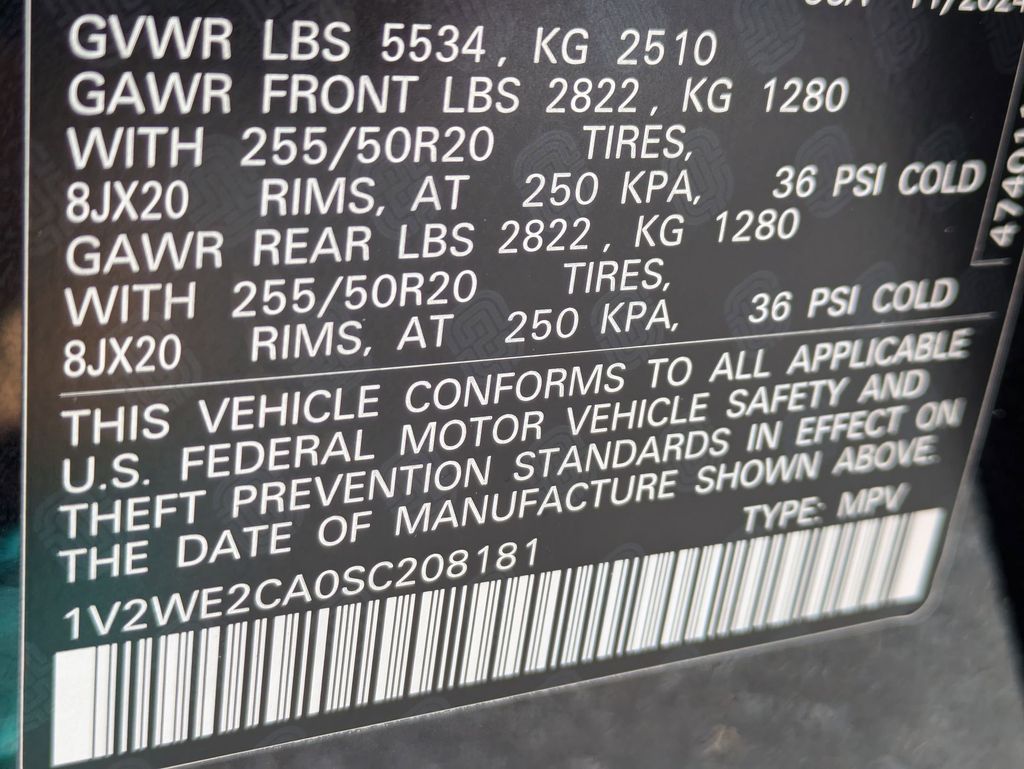 11/2024
GVWR LBS 5534, KG 2510
GAWR FRONT LBS 2822, KG 1280
WITH 255/50R20 TIRES,
8JX20 RIMS, AT 250 KPA, 36 PSI COLD
GAWR REAR LBS 2822, KG 1280
WITH 255/50R20 TIRES,
8JX20 RIMS, AT 250 KPA, 36 PSI COLD
THIS VEHICLE CONFORMS TO ALL APPLICABLE
U.S. FEDERAL MOTOR VEHICLE SAFETY AND
THEFT PREVENTION STANDARDS IN EFFECT ON
THE DATE OF MANUFACTURE SHOWN ABOVE.
TYPE: MPV
1V2WE2CA0SC208181